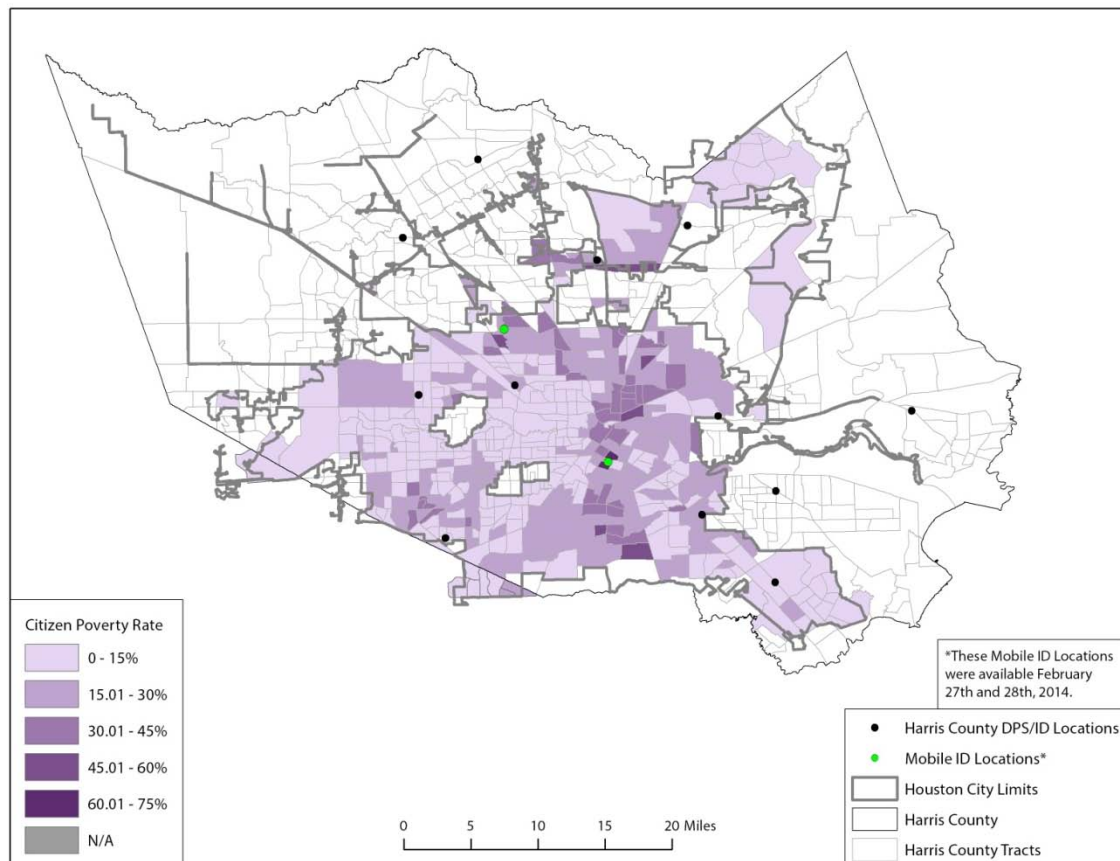 Citizen Poverty Rate
0 - 15%
15.01 - 30%
30.01 - 45%
45.01 - 60%
60.01 - 75%
N/A
0 5 10 15 20 Miles
*These Mobile ID Locations
were available February
27th and 28th, 2014.
Harris County DPS/ID Locations
Mobile ID Locations*
Houston City Limits
Harris County
Harris County Tracts